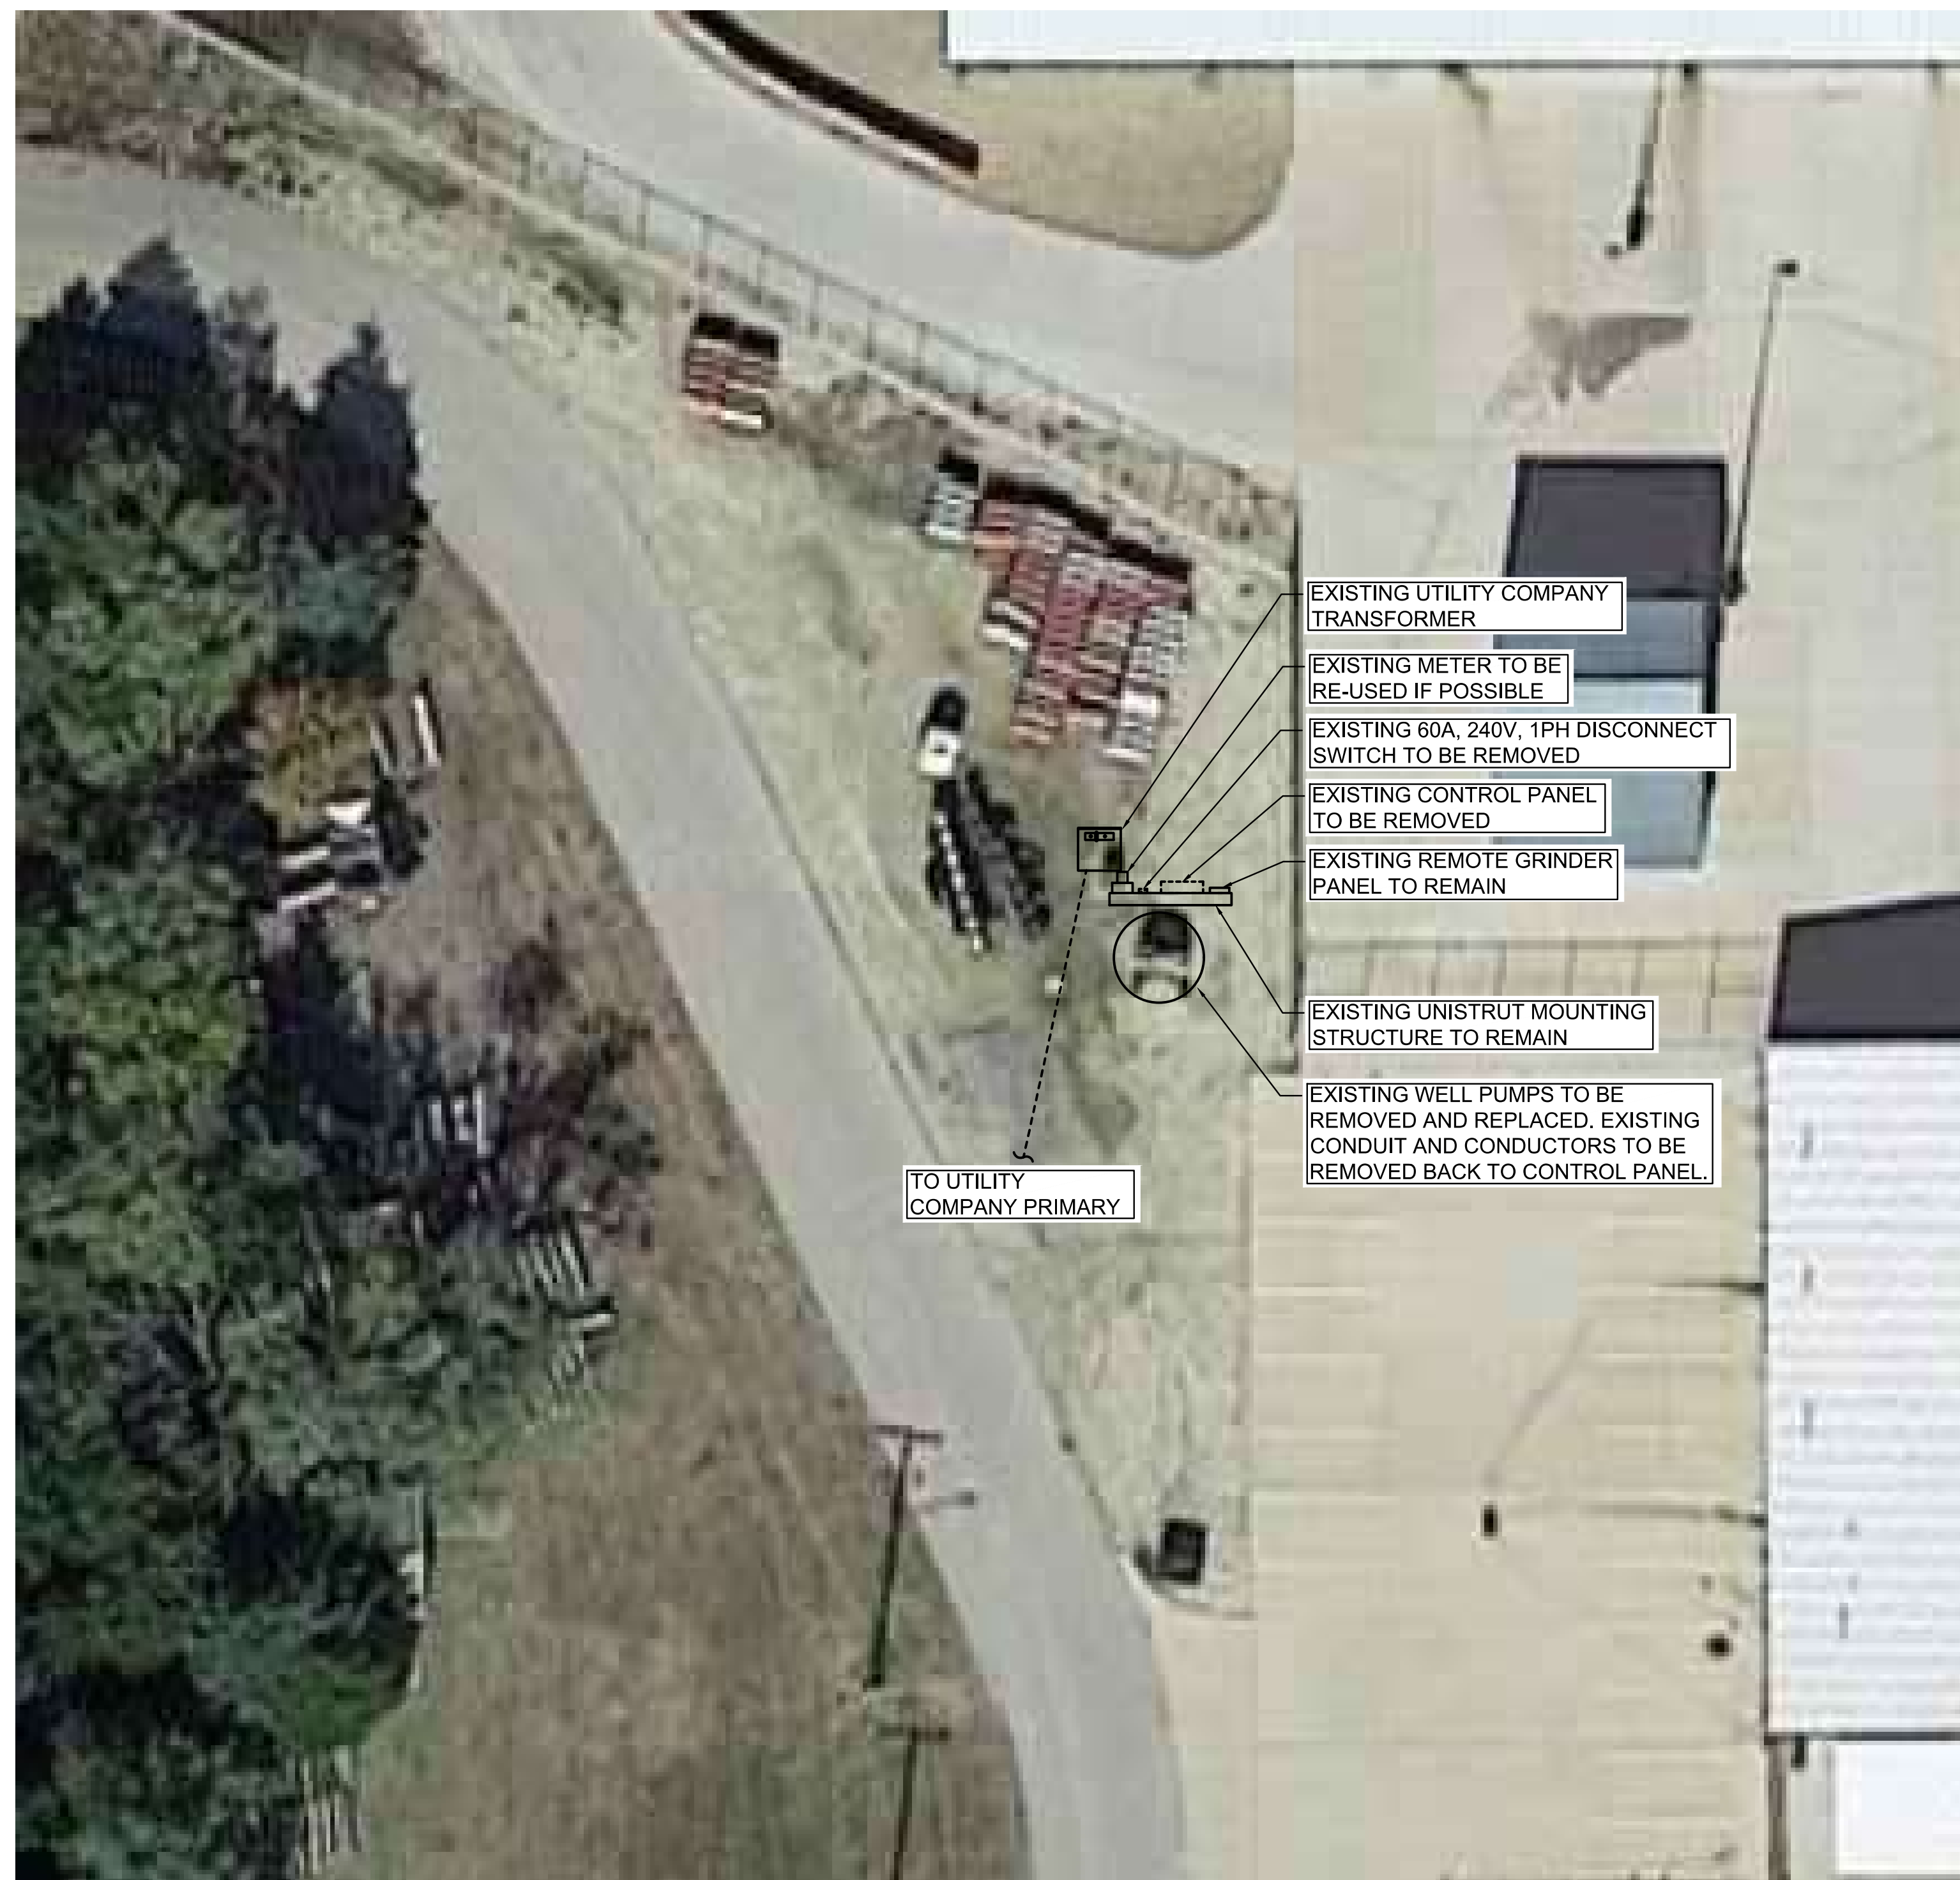 EXISTING UTILITY COMPANY
TRANSFORMER
EXISTING METER TO BE
RE-USED IF POSSIBLE
EXISTING 60A, 240V, 1PH DISCONNECT
SWITCH TO BE REMOVED
EXISTING CONTROL PANEL
TO BE REMOVED
EXISTING REMOTE GRINDER
PANEL TO REMAIN
EXISTING UNISTRUT MOUNTING
STRUCTURE TO REMAIN
EXISTING WELL PUMPS TO BE
REMOVED AND REPLACED. EXISTING
CONDUIT AND CONDUCTORS TO BE
REMOVED BACK TO CONTROL PANEL.
TO UTILITY
COMPANY PRIMARY